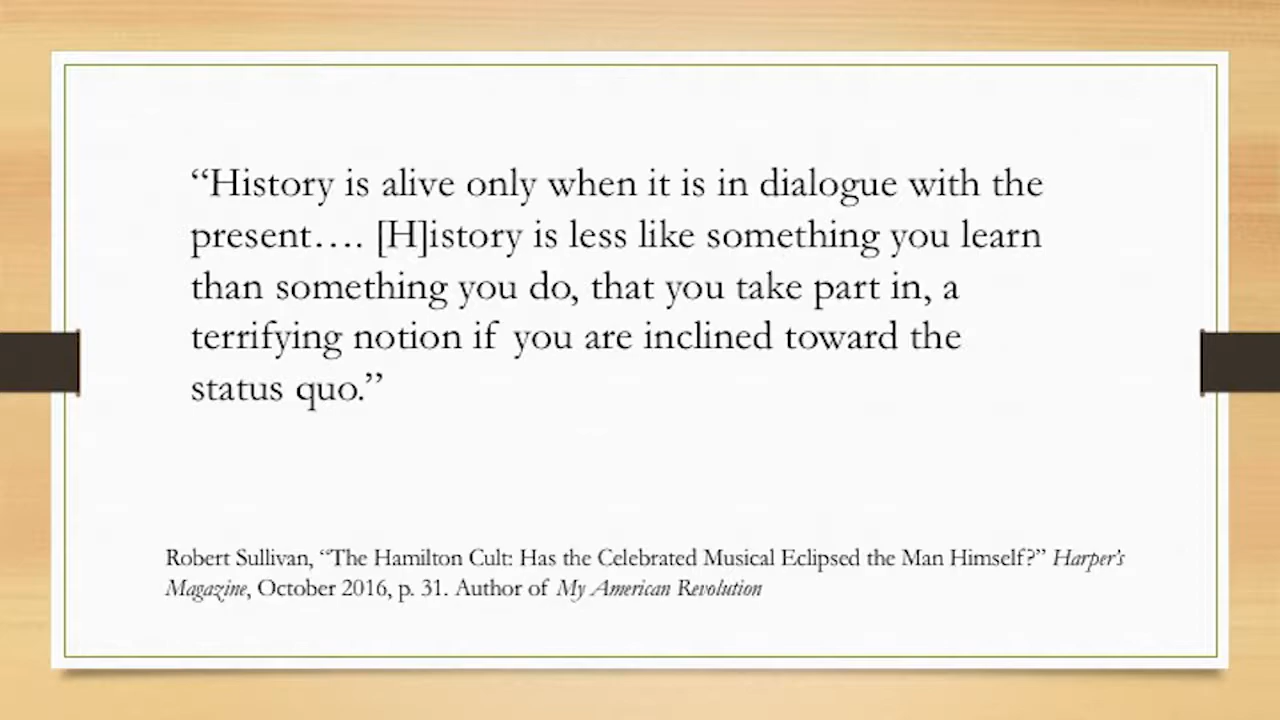 “History is alive only when it is in dialogue with the
present…. [H]istory is less like something you learn
than something you do, that you take part in, a
terrifying notion if you are inclined toward the
status quo.”
Robert Sullivan, “The Hamilton Cult: Has the Celebrated Musical Eclipsed the Man Himself?” Harper’s
Magazine, October 2016, p. 31. Author of My American Revolution